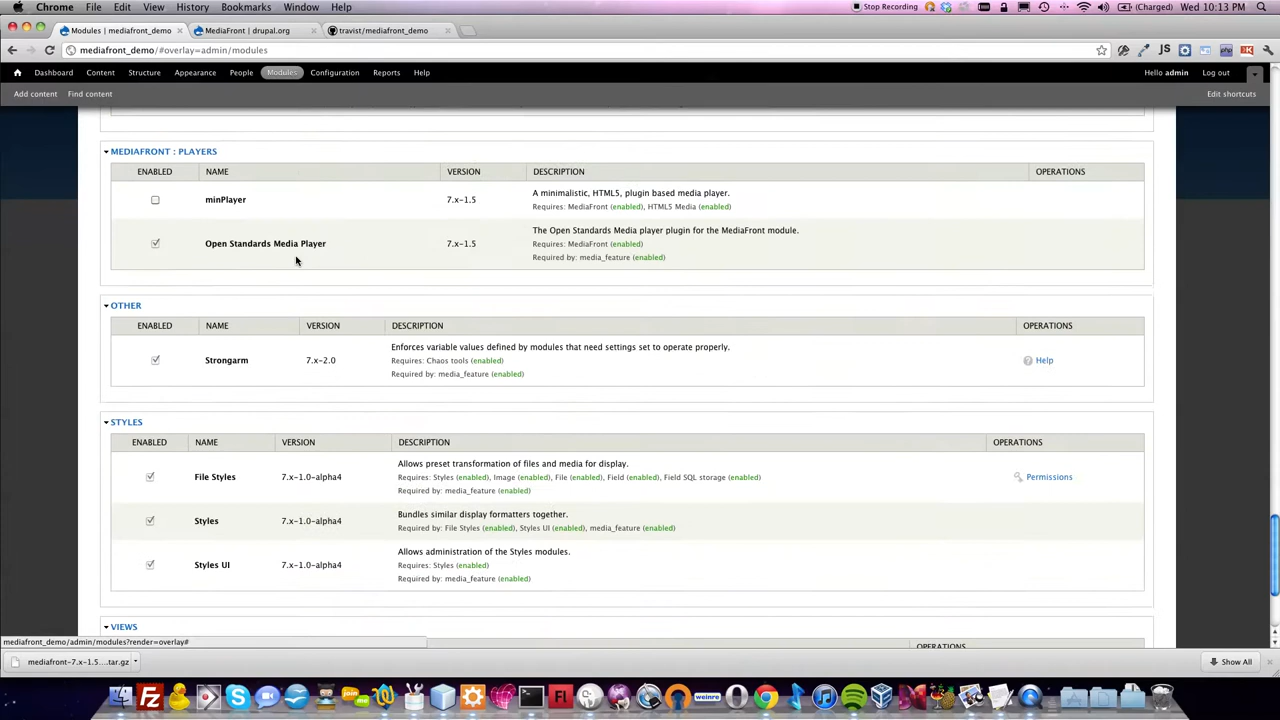 Chrome File Edit View History Bookmarks Window Help Stop Recording (Charged) Wed 10:13 PM
Modules | mediafront_demo MediaFront | drupal.org travist/mediafront_demo
mediafront_demo/#overlay=admin/modules
Dashboard Content Structure Appearance People Modules Configuration Reports Help Hello admin Log out
Add content Find content Edit shortcuts
MEDIAFRONT : PLAYERS
ENABLED NAME VERSION DESCRIPTION OPERATIONS
minPlayer 7.x-1.5 A minimalistic, HTML5, plugin based media player.
Requires: MediaFront (enabled), HTML5 Media (enabled)
Open Standards Media Player 7.x-1.5 The Open Standards Media player plugin for the MediaFront module.
Requires: MediaFront (enabled)
Required by: media_feature (enabled)
OTHER
ENABLED NAME VERSION DESCRIPTION OPERATIONS
Strongarm 7.x-2.0 Enforces variable values defined by modules that need settings set to operate properly.
Requires: Chaos tools (enabled)
Required by: media_feature (enabled)
Help
STYLES
ENABLED NAME VERSION DESCRIPTION OPERATIONS
File Styles 7.x-1.0-alpha4 Allows preset transformation of files and media for display.
Requires: Styles (enabled), Image (enabled), File (enabled), Field (enabled), Field SQL storage (enabled)
Required by: media_feature (enabled)
Permissions
Styles 7.x-1.0-alpha4 Bundles similar display formatters together.
Required by: File Styles (enabled), Styles UI (enabled), media_feature (enabled)
Styles UI 7.x-1.0-alpha4 Allows administration of the Styles modules.
Requires: Styles (enabled)
Required by: media_feature (enabled)
VIEWS
OPERATIONS
mediafront_demo/admin/modules?render=overlay#
mediafront-7.x-1.5....tar.gz Show All